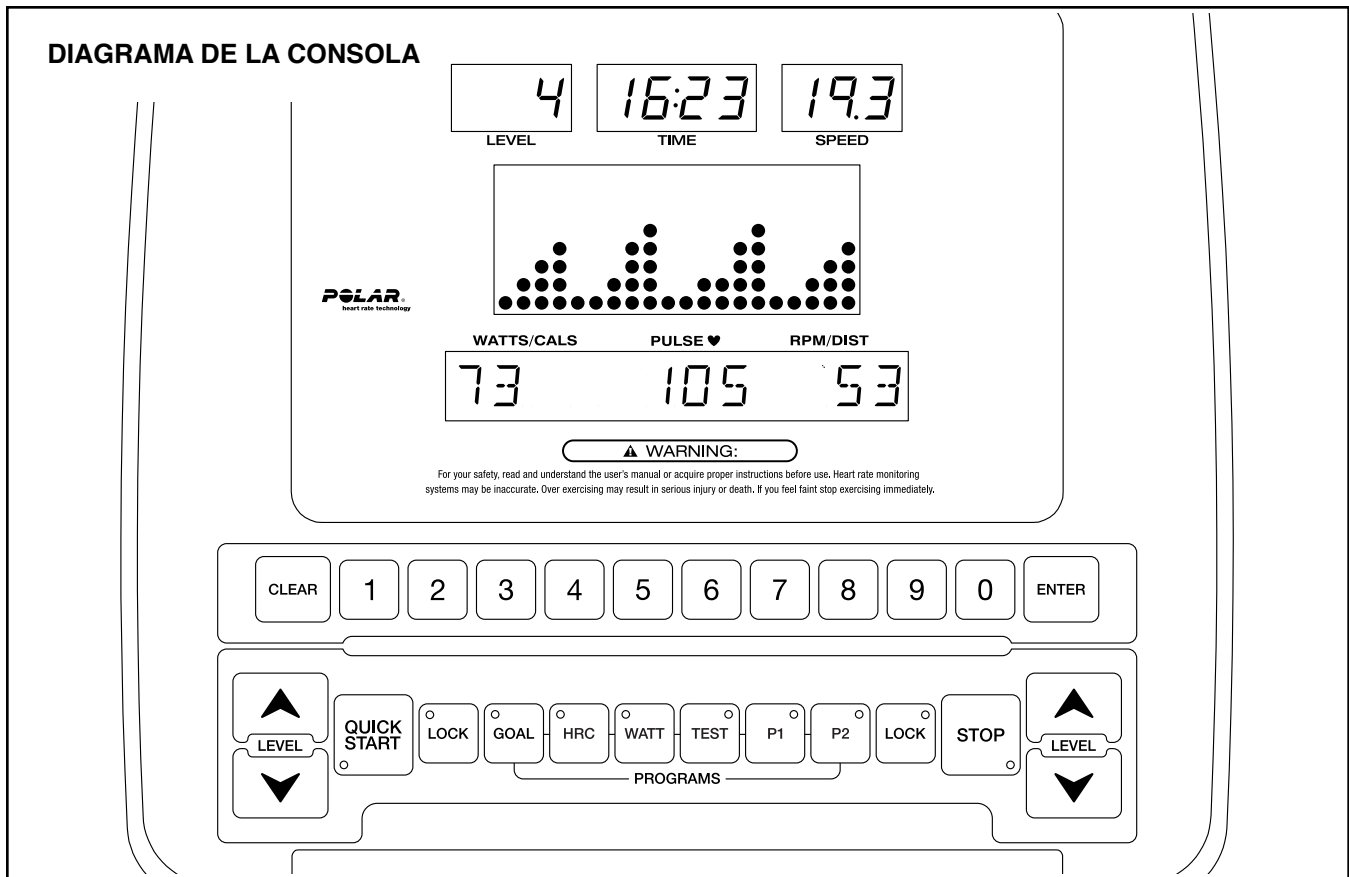 DIAGRAMA DE LA CONSOLA
4 16:23 19.3
LEVEL TIME SPEED
POLAR®
heart rate technology
WATTS/CALS PULSE ♥ RPM/DIST
73 105 53
WARNING:
For your safety, read and understand the user's manual or acquire proper instructions before use. Heart rate monitoring
systems may be inaccurate. Over exercising may result in serious injury or death. If you feel faint stop exercising immediately.
CLEAR 1 2 3 4 5 6 7 8 9 0 ENTER
QUICK
START
LEVEL LOCK GOAL HRC WATT TEST P1 P2 LOCK STOP LEVEL
PROGRAMS